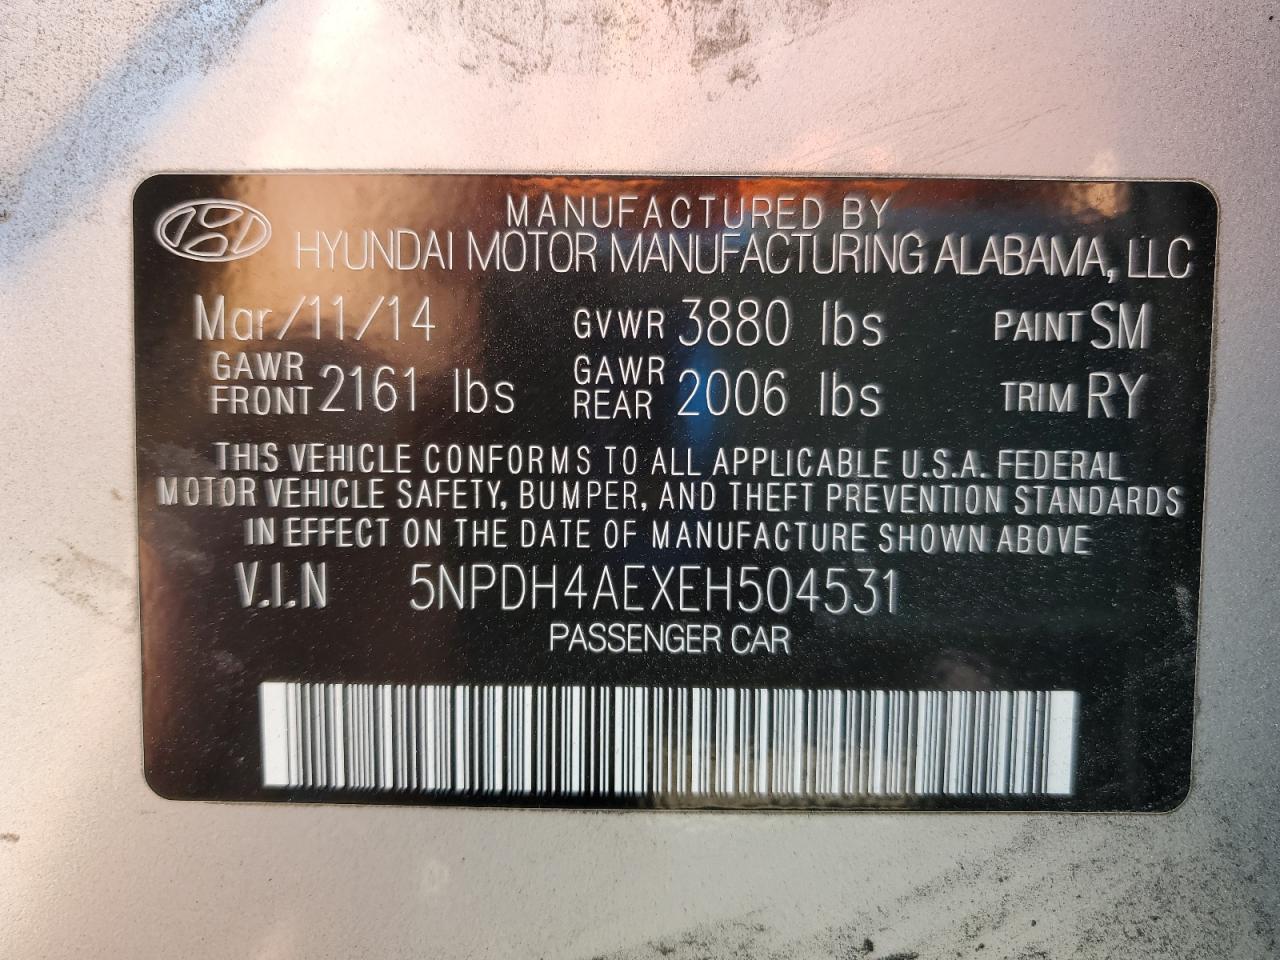 MANUFACTURED BY
HYUNDAI MOTOR MANUFACTURING ALABAMA, LLC
Mar/11/14 GVWR 3880 lbs PAINT SM
GAWR FRONT 2161 lbs GAWR REAR 2006 lbs TRIM RY
THIS VEHICLE CONFORMS TO ALL APPLICABLE U.S.A. FEDERAL
MOTOR VEHICLE SAFETY, BUMPER, AND THEFT PREVENTION STANDARDS
IN EFFECT ON THE DATE OF MANUFACTURE SHOWN ABOVE
V.I.N 5NPDH4AEXEH504531
PASSENGER CAR